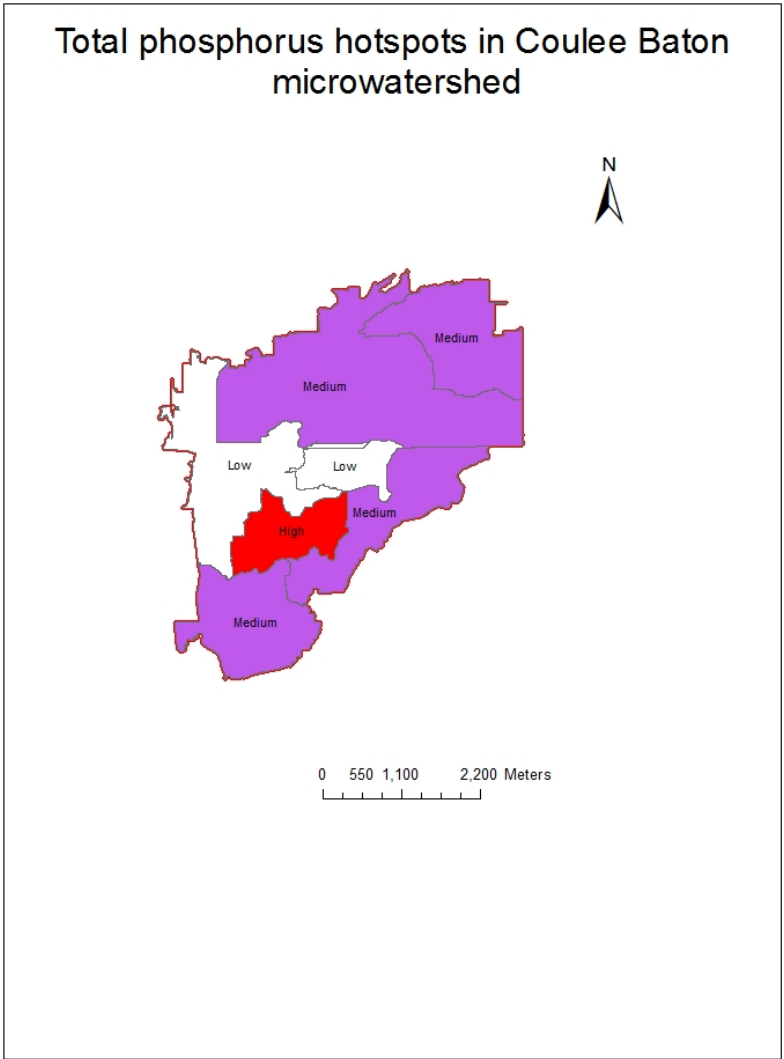 Total phosphorus hotspots in Coulee Baton
microwatershed
N
Medium
Medium
Low
Low
Medium
High
Medium
0 550 1,100 2,200 Meters